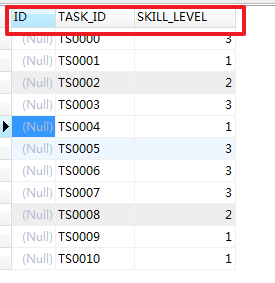 ID TASK_ID SKILL_LEVEL
(Null) TS0000 3
(Null) TS0001 1
(Null) TS0002 2
(Null) TS0003 3
(Null) TS0004 1
(Null) TS0005 3
(Null) TS0006 3
(Null) TS0007 3
(Null) TS0008 2
(Null) TS0009 1
(Null) TS0010 1